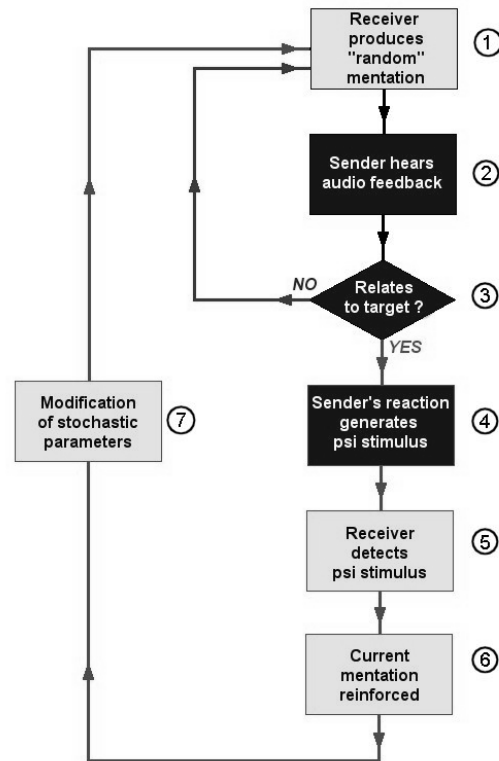 Receiver
produces
"random"
mentation
1
Sender hears
audio feedback
2
Relates
to target ?
3
NO
YES
Sender's reaction
generates
psi stimulus
4
Receiver
detects
psi stimulus
5
Current
mentation
reinforced
6
Modification
of stochastic
parameters
7